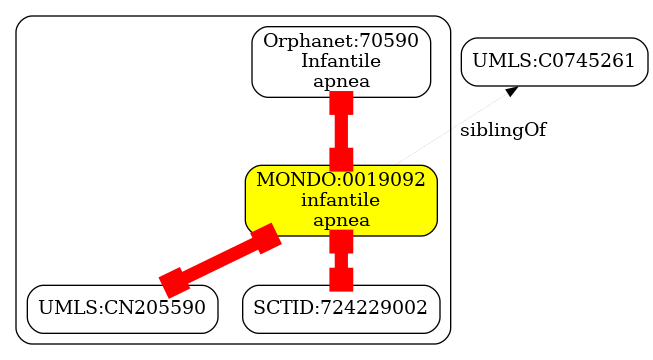 Orphanet:70590
Infantile
apnea
UMLS:C0745261
siblingOf
MONDO:0019092
infantile
apnea
UMLS:CN205590
SCTID:724229002